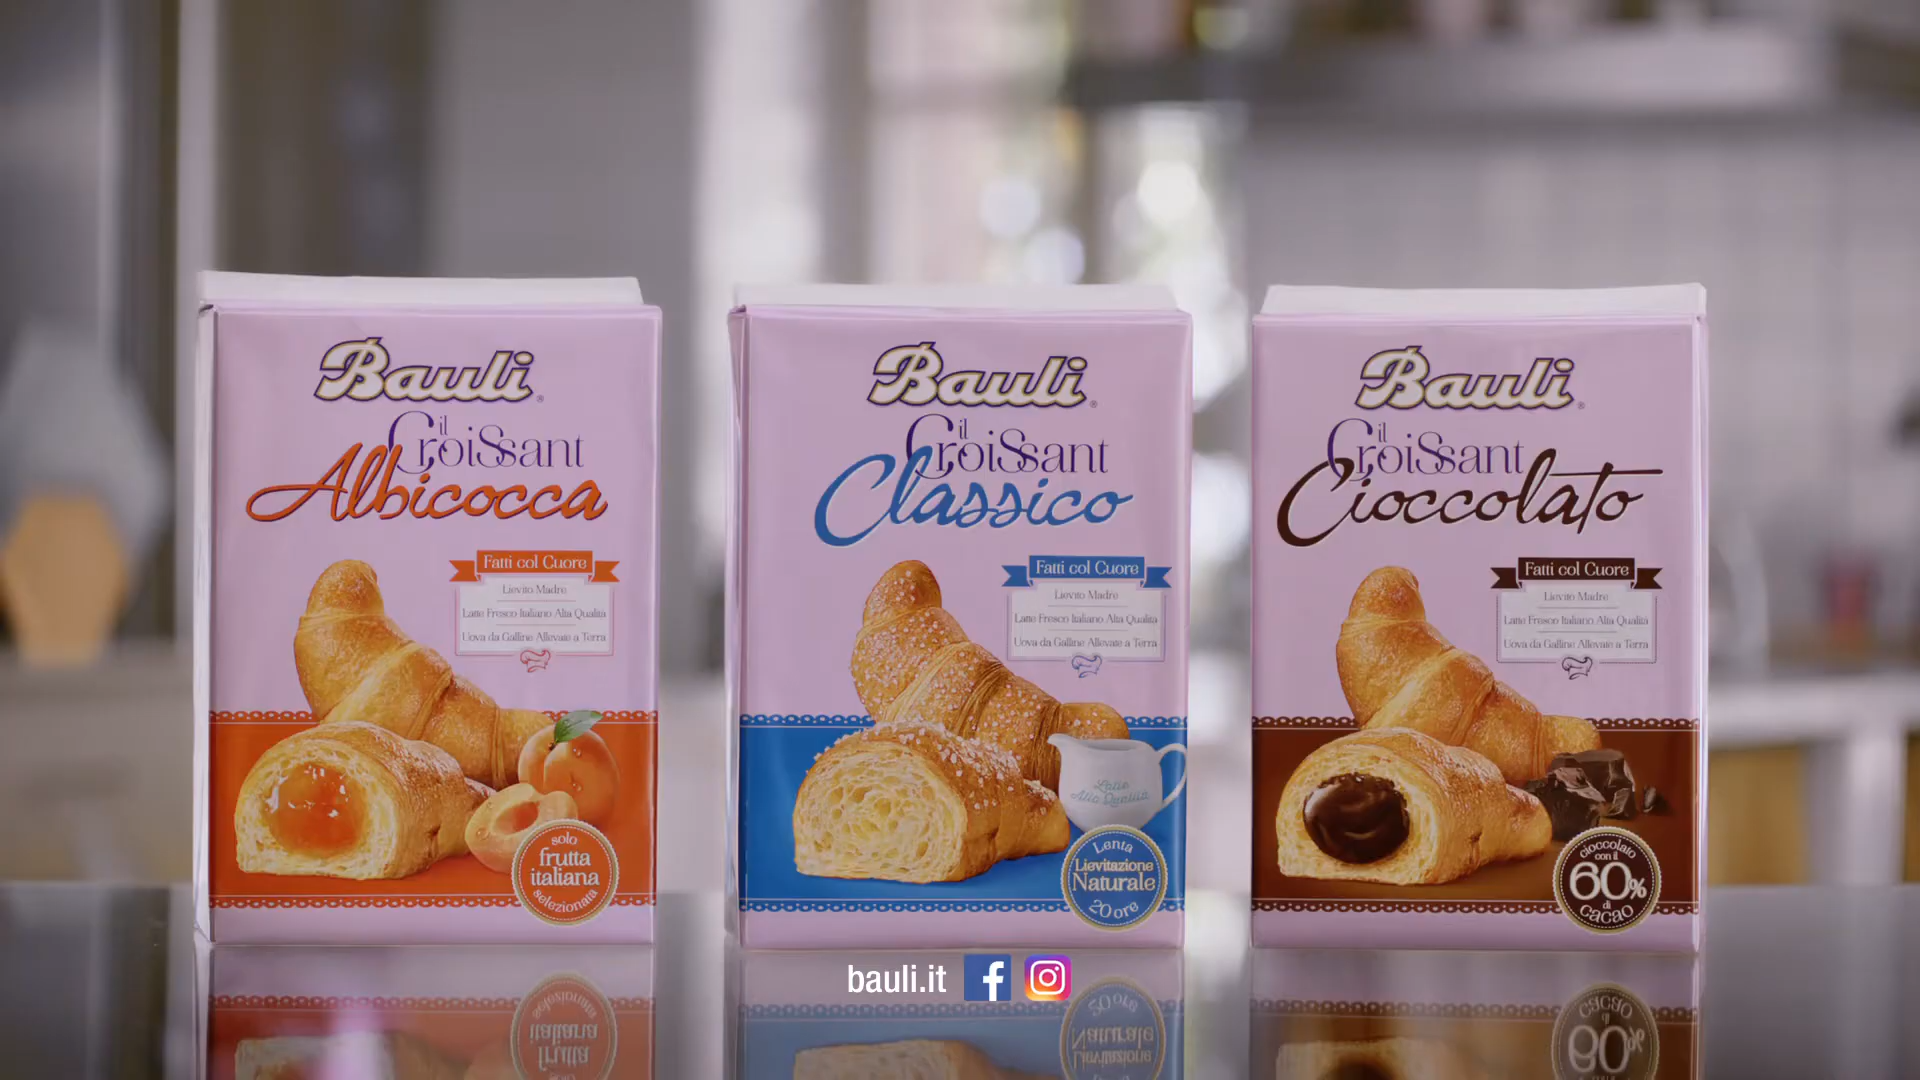 Bauli
il
Croissant
Albicocca
Fatti col Cuore
Lievito Madre
Latte Fresco Italiano Alta Qualità
Uova da Galline Allevate a Terra
solo
frutta
italiana
selezionata
Bauli
il
Croissant
Classico
Fatti col Cuore
Lievito Madre
Latte Fresco Italiano Alta Qualità
Uova da Galline Allevate a Terra
Latte
Alta Qualità
Lenta
Lievitazione
Naturale
20 ore
Bauli
il
Croissant
Cioccolato
Fatti col Cuore
Lievito Madre
Latte Fresco Italiano Alta Qualità
Uova da Galline Allevate a Terra
cioccolato
con il
60%
di
cacao
bauli.it